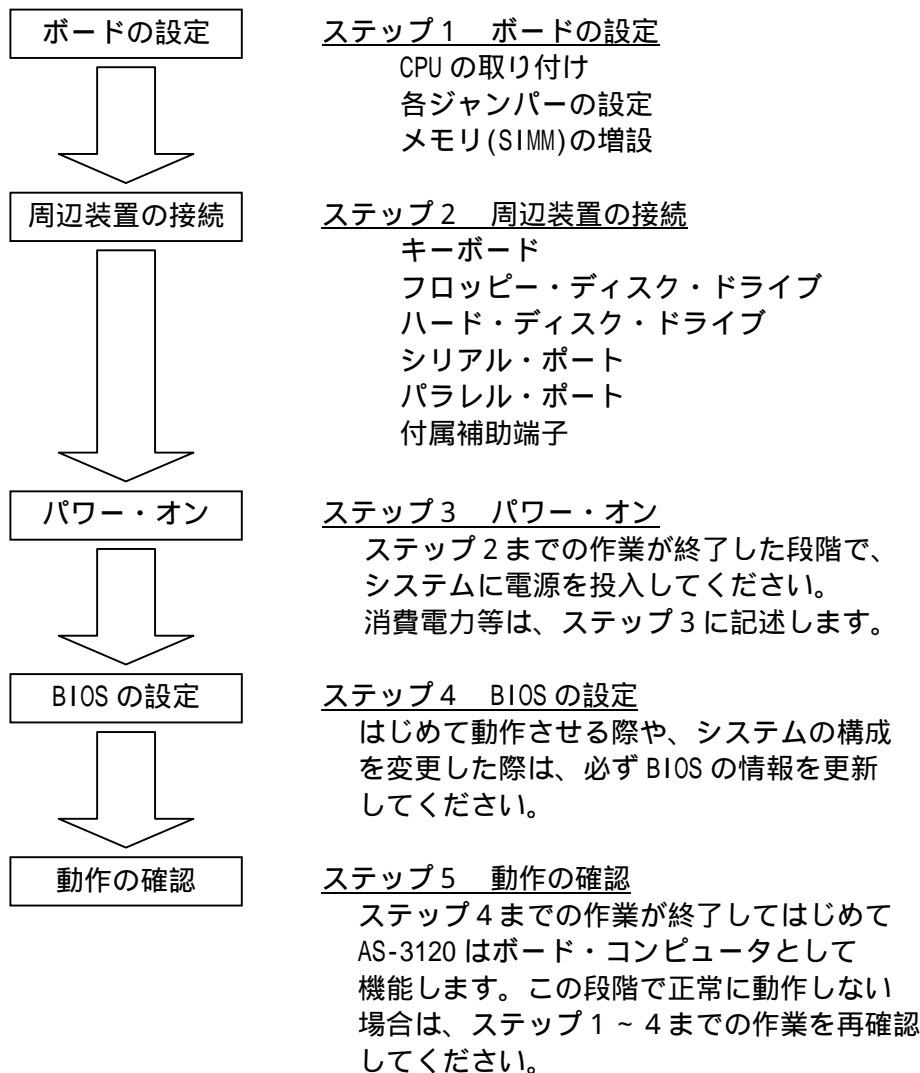 ボードの設定
ステップ1　ボードの設定
CPU の取り付け
各ジャンパーの設定
メモリ(SIMM)の増設
周辺装置の接続
ステップ2　周辺装置の接続
キーボード
フロッピー・ディスク・ドライブ
ハード・ディスク・ドライブ
シリアル・ポート
パラレル・ポート
付属補助端子
パワー・オン
ステップ3　パワー・オン
ステップ2までの作業が終了した段階で、
システムに電源を投入してください。
消費電力等は、ステップ3に記述します。
BIOS の設定
ステップ4　BIOS の設定
はじめて動作させる際や、システムの構成
を変更した際は、必ず BIOS の情報を更新
してください。
動作の確認
ステップ5　動作の確認
ステップ4までの作業が終了してはじめて
AS-3120 はボード・コンピュータとして
機能します。この段階で正常に動作しない
場合は、ステップ1~4までの作業を再確認
してください。